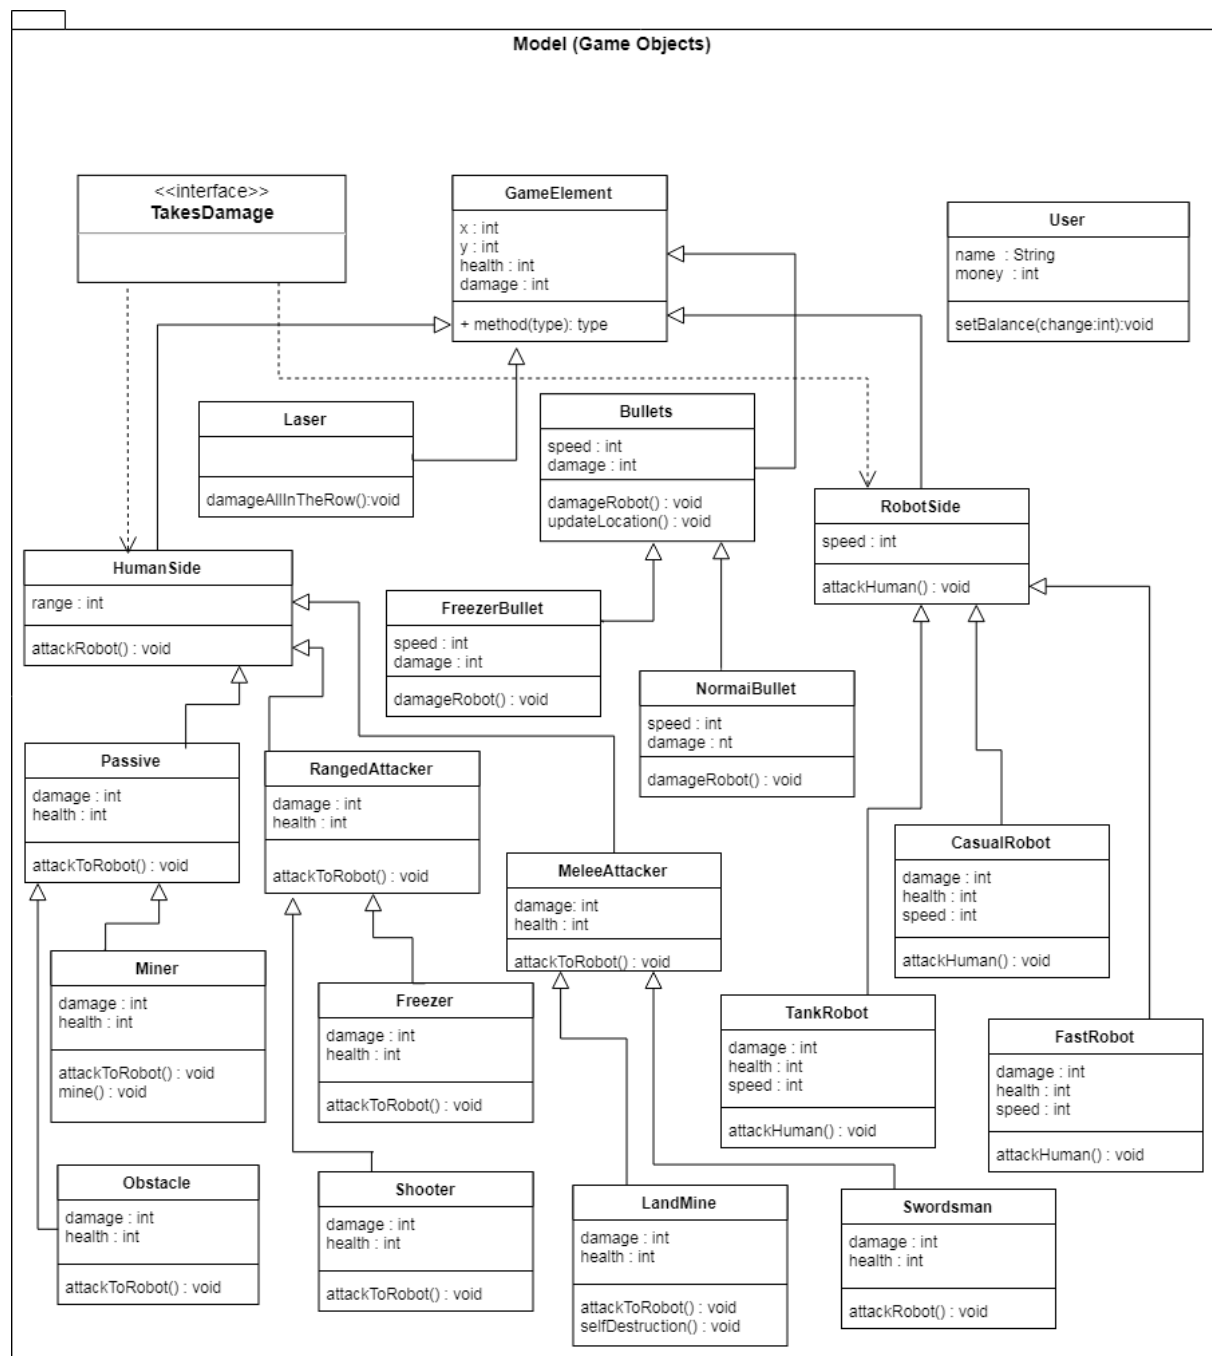 Model (Game Objects)
<<interface>>
TakesDamage
GameElement
x : int
y : int
health : int
damage : int
+ method(type): type
User
name : String
money : int
setBalance(change:int):void
Laser
damageAllInTheRow():void
Bullets
speed : int
damage : int
damageRobot() : void
updateLocation() : void
RobotSide
speed : int
attackHuman() : void
HumanSide
range : int
attackRobot() : void
FreezerBullet
speed : int
damage : int
damageRobot() : void
NormaiBullet
speed : int
damage : nt
damageRobot() : void
Passive
damage : int
health : int
attackToRobot() : void
RangedAttacker
damage : int
health : int
attackToRobot() : void
MeleeAttacker
damage: int
health : int
attackToRobot() : void
CasualRobot
damage : int
health : int
speed : int
attackHuman() : void
Miner
damage : int
health : int
attackToRobot() : void
mine() : void
Freezer
damage : int
health : int
attackToRobot() : void
TankRobot
damage : int
health : int
speed : int
attackHuman() : void
FastRobot
damage : int
health : int
speed : int
attackHuman() : void
Obstacle
damage : int
health : int
attackToRobot() : void
Shooter
damage : int
health : int
attackToRobot() : void
LandMine
damage : int
health : int
attackToRobot() : void
selfDestruction() : void
Swordsman
damage : int
health : int
attackRobot() : void